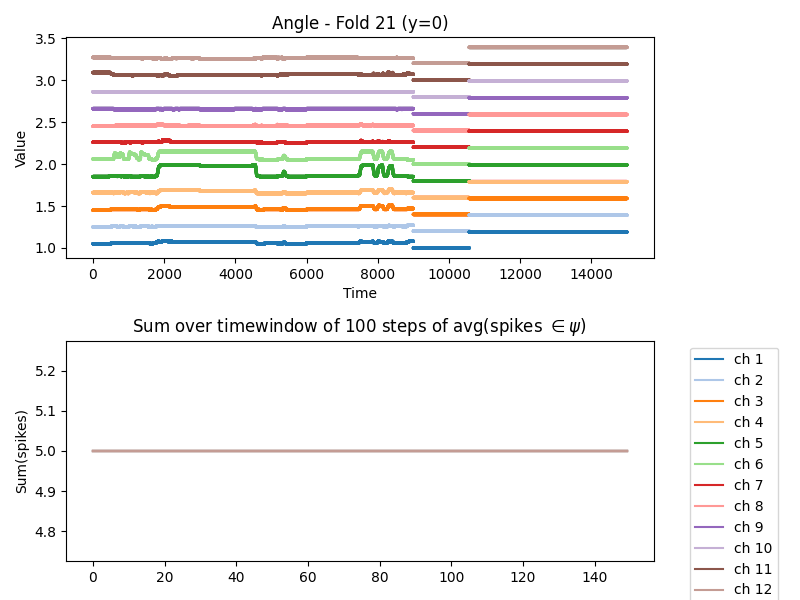 Angle - Fold 21 (y=0)
3.5
3.0
2.5
2.0
1.5
1.0
Value
0 2000 4000 6000 8000 10000 12000 14000
Time
Sum over timewindow of 100 steps of avg(spikes ∈ψ)
5.2
5.1
5.0
4.9
4.8
Sum(spikes)
0 20 40 60 80 100 120 140
ch 1
ch 2
ch 3
ch 4
ch 5
ch 6
ch 7
ch 8
ch 9
ch 10
ch 11
ch 12